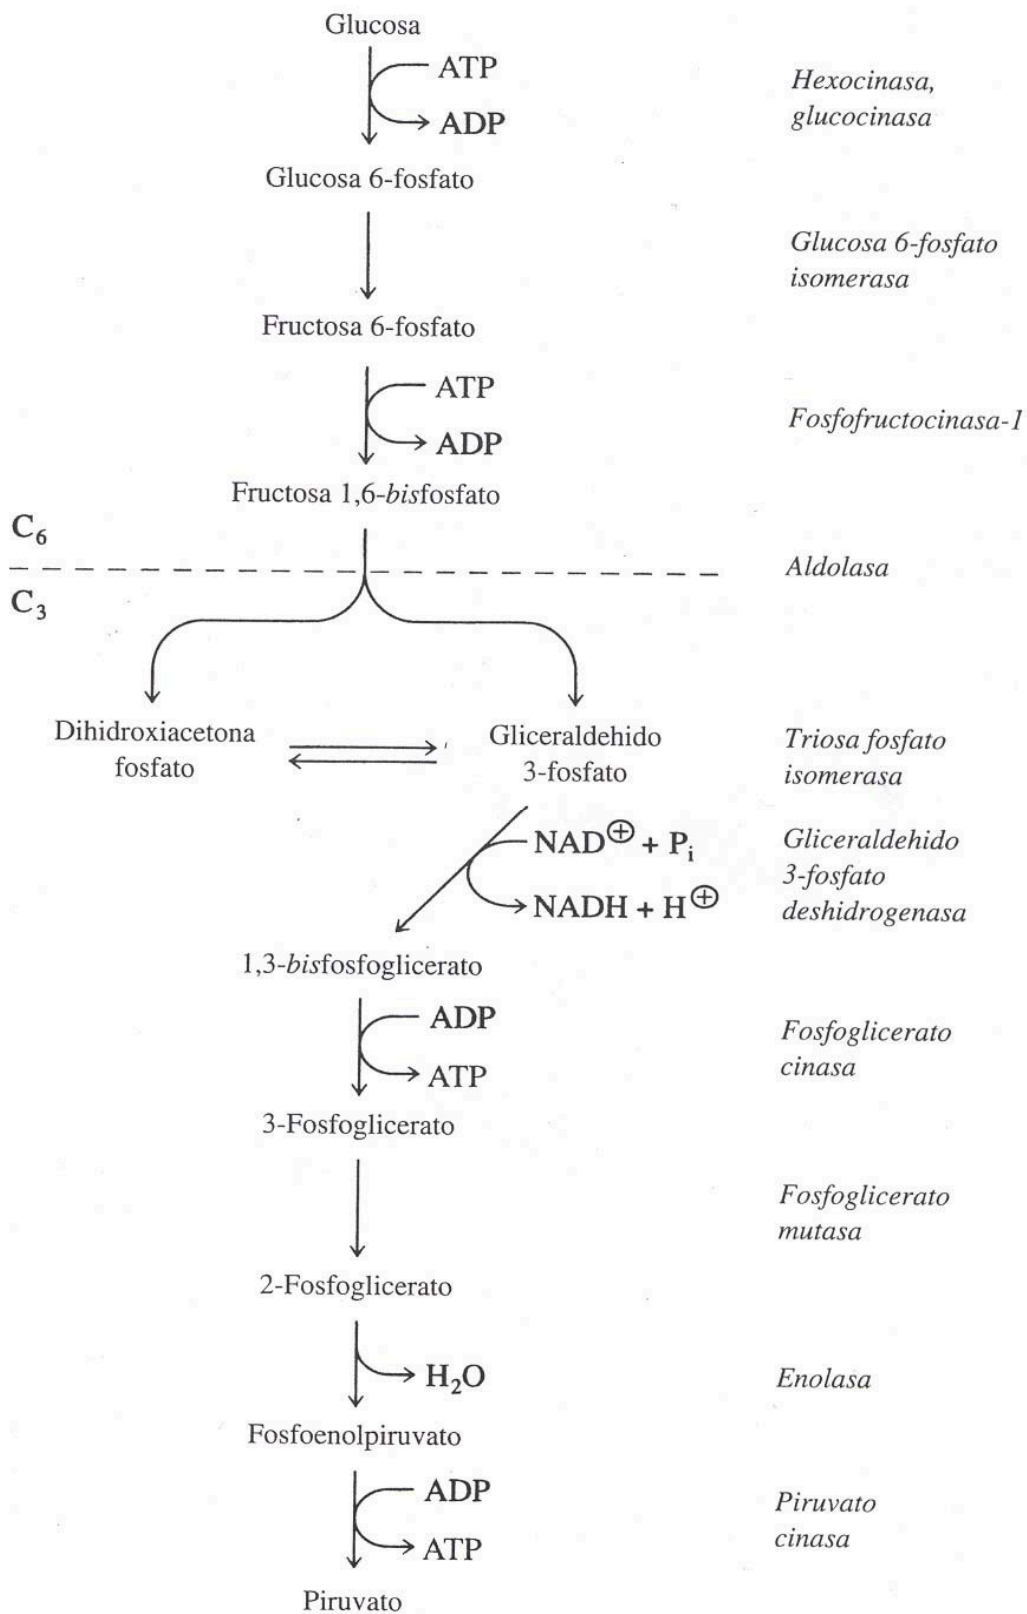 Glucosa
ATP
Hexocinasa,
glucocinasa
ADP
Glucosa 6-fosfato
Glucosa 6-fosfato
isomerasa
Fructosa 6-fosfato
ATP
Fosfofructocinasa-1
ADP
Fructosa 1,6-bisfosfato
C₆
Aldolasa
C₃
Dihidroxiacetona
fosfato
Gliceraldehido
3-fosfato
Triosa fosfato
isomerasa
NAD⊕ + Pᵢ
NADH + H⊕
Gliceraldehido
3-fosfato
deshidrogenasa
1,3-bisfosfoglicerato
ADP
Fosfoglicerato
cinasa
ATP
3-Fosfoglicerato
Fosfoglicerato
mutasa
2-Fosfoglicerato
H₂O
Enolasa
Fosfoenolpiruvato
ADP
Piruvato
cinasa
ATP
Piruvato